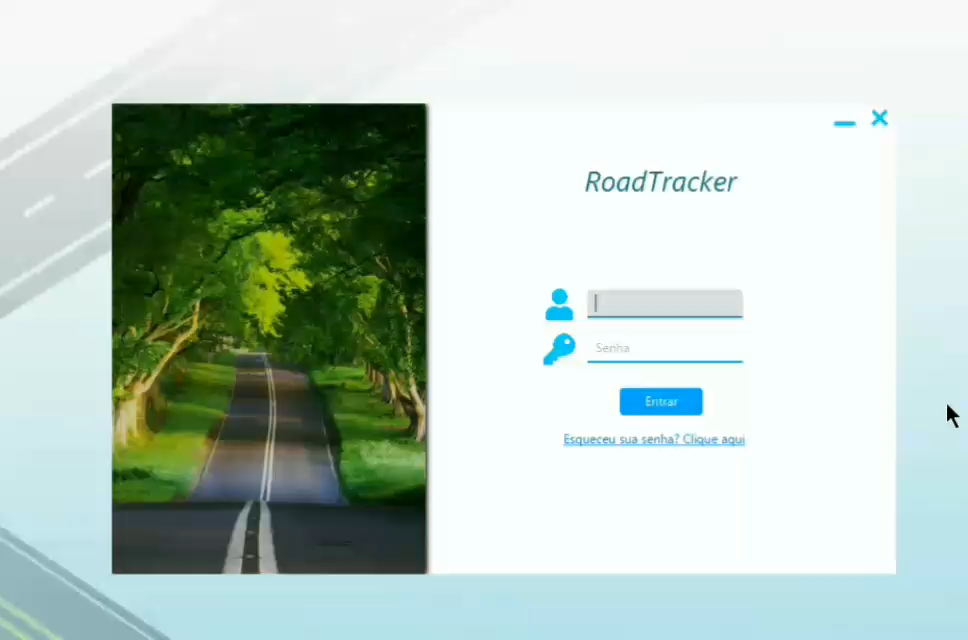 RoadTracker
Senha
Entrar
Esqueceu sua senha? Clique aqui